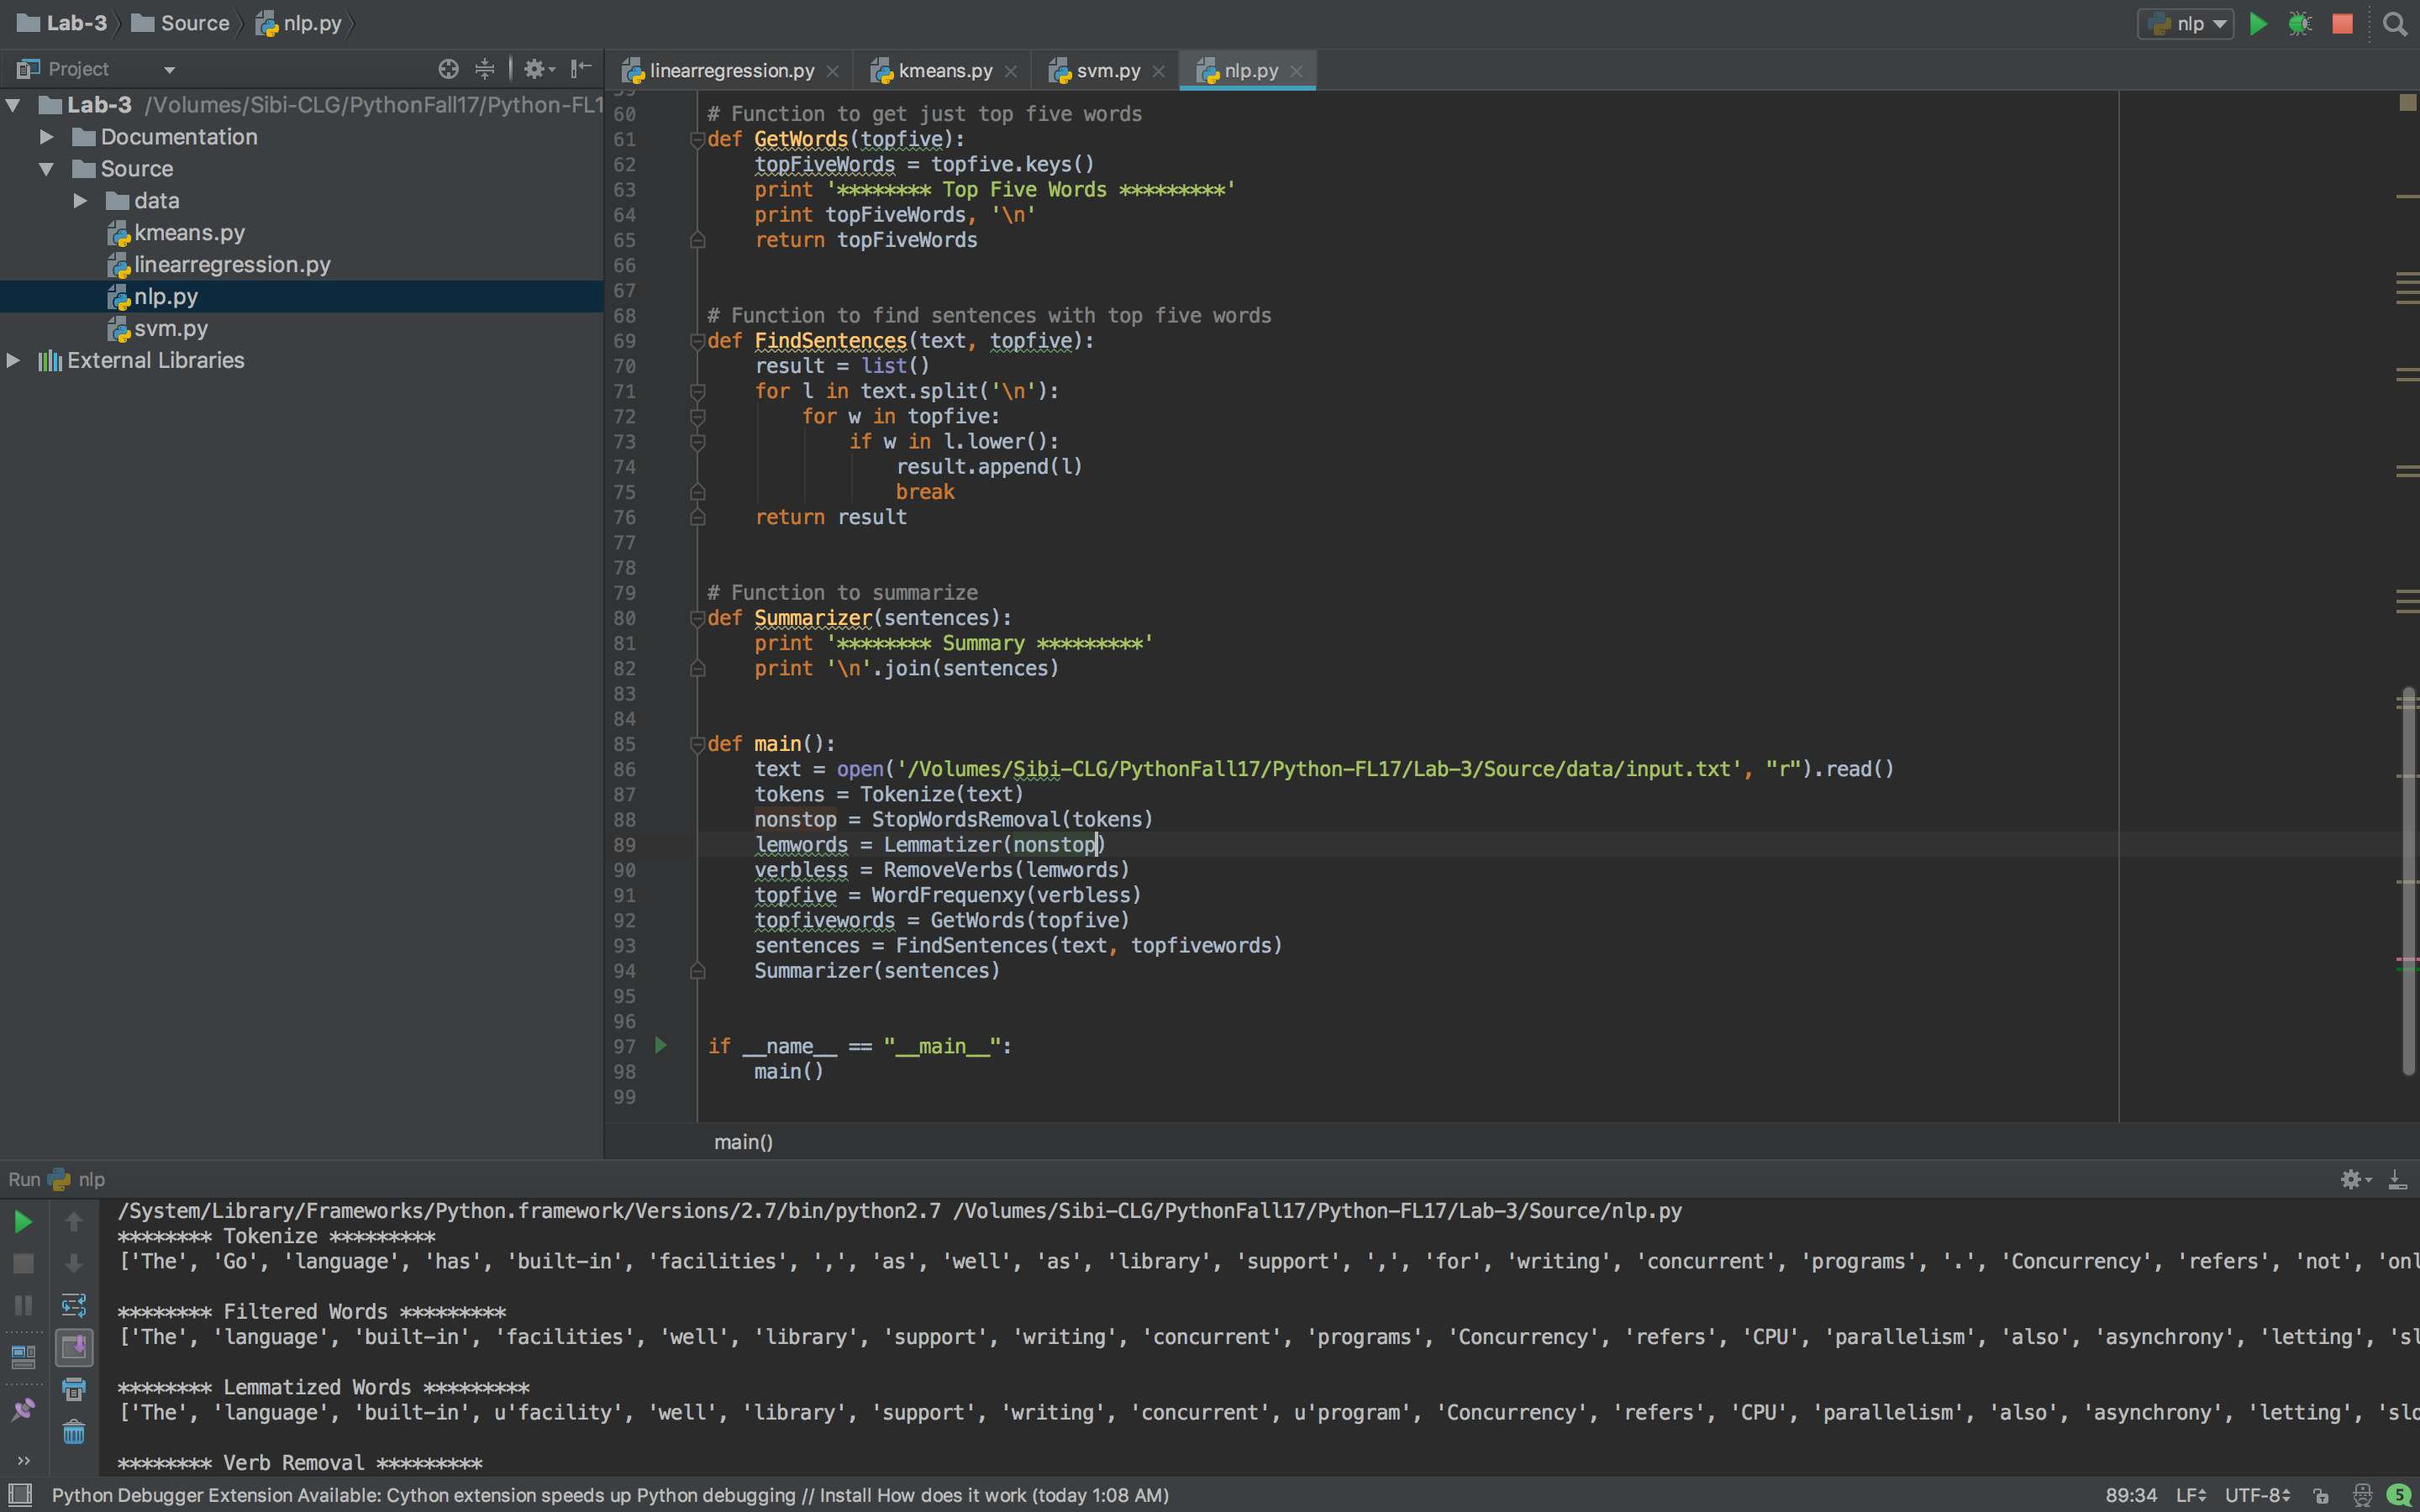 Lab-3 Source nlp.py
nlp
Project
linearregression.py kmeans.py svm.py nlp.py
Lab-3 /Volumes/Sibi-CLG/PythonFall17/Python-FL1
Documentation
Source
data
kmeans.py
linearregression.py
nlp.py
svm.py
External Libraries
59
60 # Function to get just top five words
61 def GetWords(topfive):
62     topFiveWords = topfive.keys()
63     print '******** Top Five Words *********'
64     print topFiveWords, '\n'
65     return topFiveWords
66
67
68 # Function to find sentences with top five words
69 def FindSentences(text, topfive):
70     result = list()
71     for l in text.split('\n'):
72         for w in topfive:
73             if w in l.lower():
74                 result.append(l)
75                 break
76     return result
77
78
79 # Function to summarize
80 def Summarizer(sentences):
81     print '******** Summary *********'
82     print '\n'.join(sentences)
83
84
85 def main():
86     text = open('/Volumes/Sibi-CLG/PythonFall17/Python-FL17/Lab-3/Source/data/input.txt', "r").read()
87     tokens = Tokenize(text)
88     nonstop = StopWordsRemoval(tokens)
89     lemwords = Lemmatizer(nonstop)
90     verbless = RemoveVerbs(lemwords)
91     topfive = WordFrequenxy(verbless)
92     topfivewords = GetWords(topfive)
93     sentences = FindSentences(text, topfivewords)
94     Summarizer(sentences)
95
96
97 if __name__ == "__main__":
98     main()
99
main()
Run nlp
/System/Library/Frameworks/Python.framework/Versions/2.7/bin/python2.7 /Volumes/Sibi-CLG/PythonFall17/Python-FL17/Lab-3/Source/nlp.py
******** Tokenize *********
['The', 'Go', 'language', 'has', 'built-in', 'facilities', ',', 'as', 'well', 'as', 'library', 'support', ',', 'for', 'writing', 'concurrent', 'programs', '.', 'Concurrency', 'refers', 'not', 'onl
******** Filtered Words *********
['The', 'language', 'built-in', 'facilities', 'well', 'library', 'support', 'writing', 'concurrent', 'programs', 'Concurrency', 'refers', 'CPU', 'parallelism', 'also', 'asynchrony', 'letting', 'sl
******** Lemmatized Words *********
['The', 'language', 'built-in', u'facility', 'well', 'library', 'support', 'writing', 'concurrent', u'program', 'Concurrency', 'refers', 'CPU', 'parallelism', 'also', 'asynchrony', 'letting', 'slo
******** Verb Removal *********
Python Debugger Extension Available: Cython extension speeds up Python debugging // Install How does it work (today 1:08 AM) 89:34 LF UTF-8 5